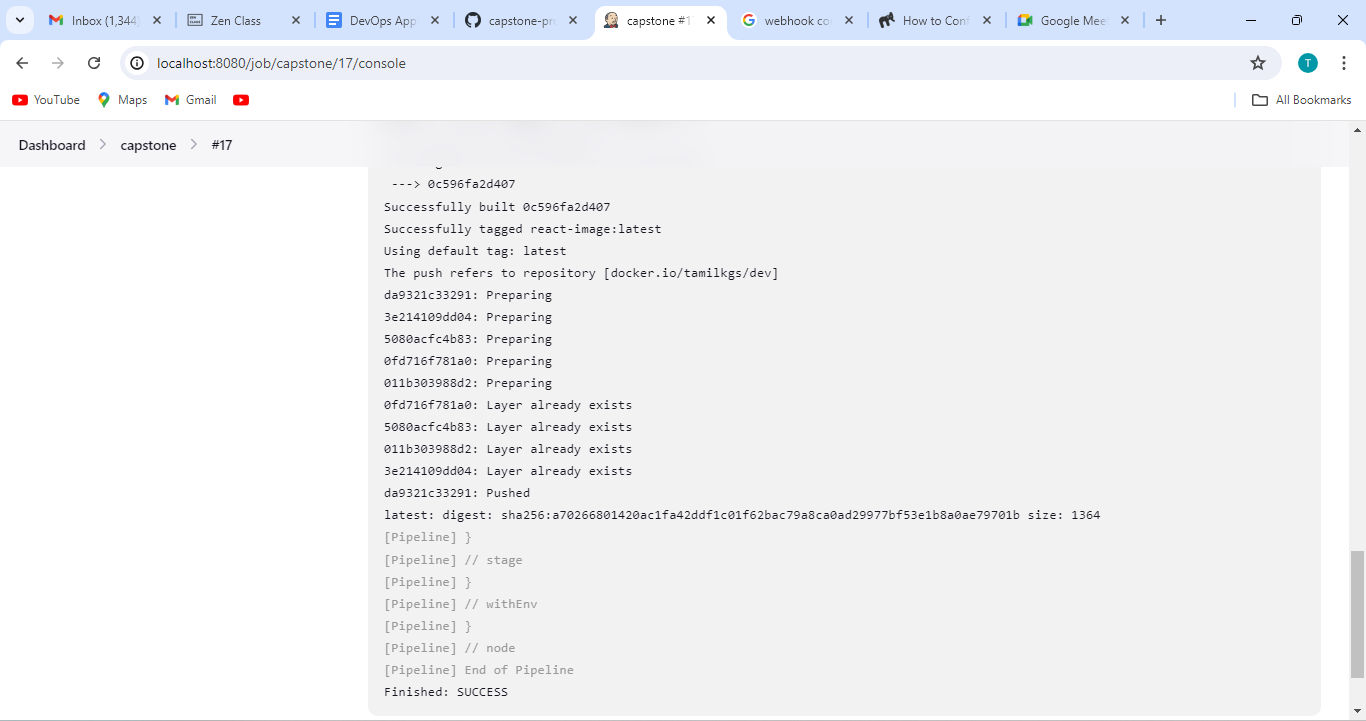 Inbox (1,344
Zen Class
DevOps App
capstone-pro
capstone #1
webhook co
How to Conf
Google Mee
localhost:8080/job/capstone/17/console
T
YouTube
Maps
Gmail
All Bookmarks
Dashboard
capstone
#17
---> 0c596fa2d407
Successfully built 0c596fa2d407
Successfully tagged react-image:latest
Using default tag: latest
The push refers to repository [docker.io/tamilkgs/dev]
da9321c33291: Preparing
3e214109dd04: Preparing
5080acfc4b83: Preparing
0fd716f781a0: Preparing
011b303988d2: Preparing
0fd716f781a0: Layer already exists
5080acfc4b83: Layer already exists
011b303988d2: Layer already exists
3e214109dd04: Layer already exists
da9321c33291: Pushed
latest: digest: sha256:a70266801420ac1fa42ddf1c01f62bac79a8ca0ad29977bf53e1b8a0ae79701b size: 1364
[Pipeline] }
[Pipeline] // stage
[Pipeline] }
[Pipeline] // withEnv
[Pipeline] }
[Pipeline] // node
[Pipeline] End of Pipeline
Finished: SUCCESS